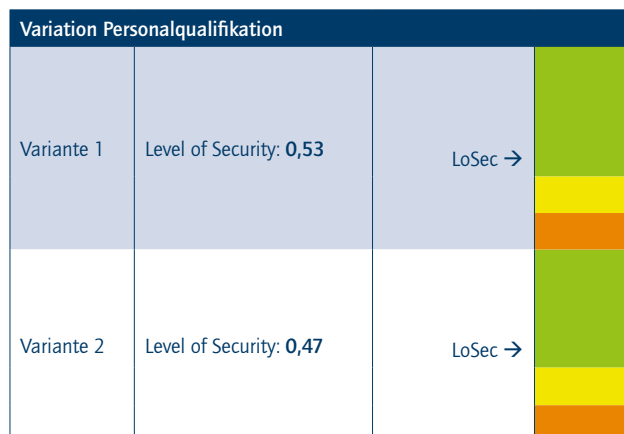 Variation Personalqualifikation
Variante 1 Level of Security: 0,53 LoSec →
Variante 2 Level of Security: 0,47 LoSec →